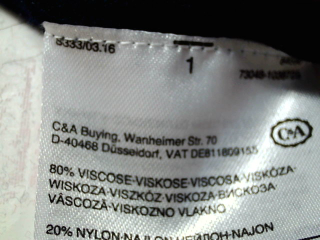 5333/03.16
1
C&A Buying, Wanheimer Str. 70
D-40468 Düsseldorf, VAT DE811809155
C&A
80% VISCOSE-VISKOSE-VISCOSA-VISKÓZA-
WISKOZA-VISZKÓZ-VISKOZA-ВИСКОЗА
VÂSCOZĂ-VISKOZNO VLAKNO
20% NYLON-NAJLON-НЕЙЛОН-NAJON